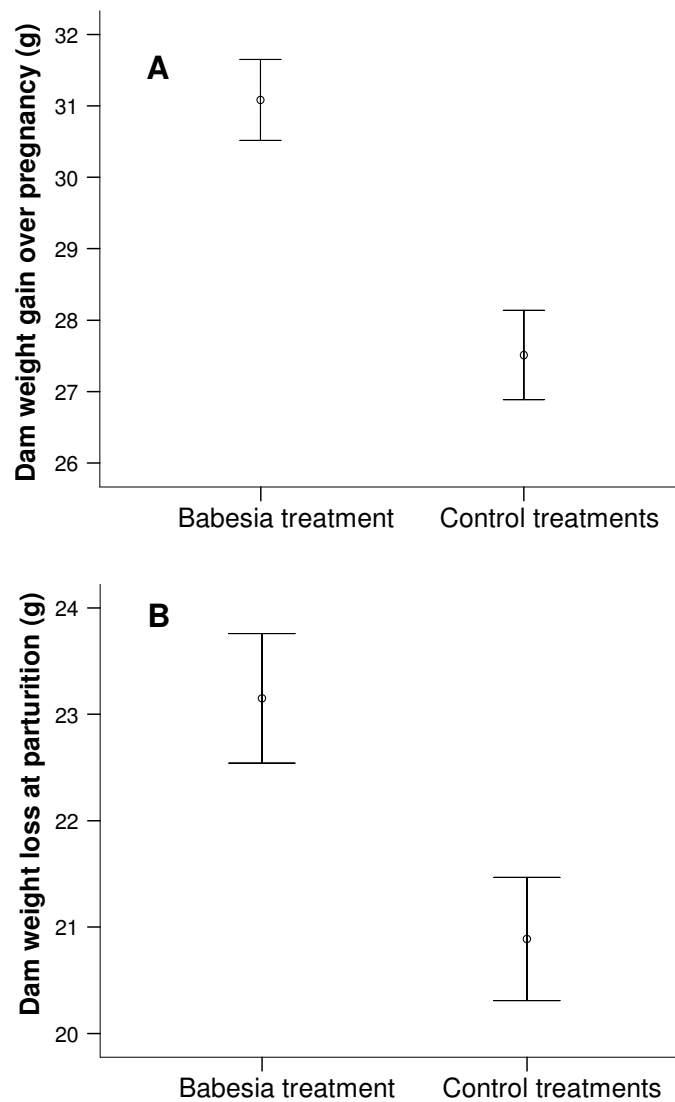 Dam weight gain over pregnancy (g)
32
31
30
29
28
27
26
A
Babesia treatment Control treatments
Dam weight loss at parturition (g)
24
23
22
21
20
B
Babesia treatment Control treatments